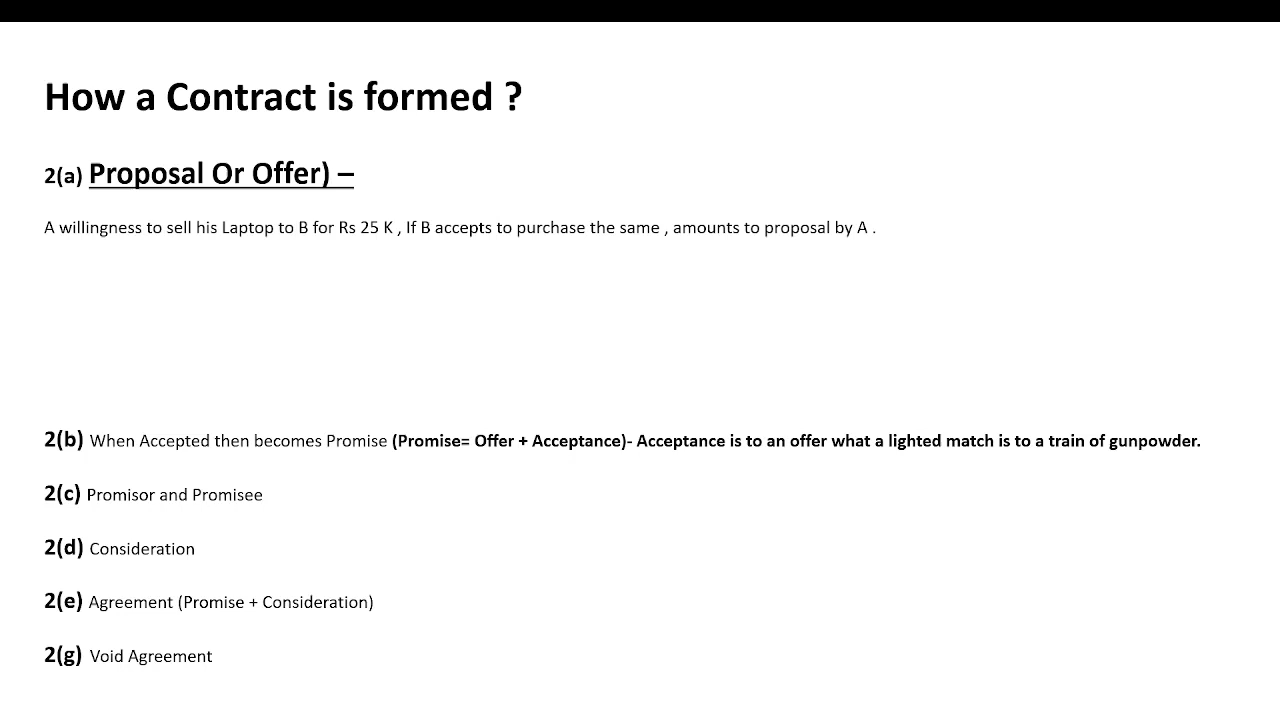 How a Contract is formed ?
2(a) Proposal Or Offer) –
A willingness to sell his Laptop to B for Rs 25 K , If B accepts to purchase the same , amounts to proposal by A .
2(b) When Accepted then becomes Promise (Promise= Offer + Acceptance)- Acceptance is to an offer what a lighted match is to a train of gunpowder.
2(c) Promisor and Promisee
2(d) Consideration
2(e) Agreement (Promise + Consideration)
2(g) Void Agreement